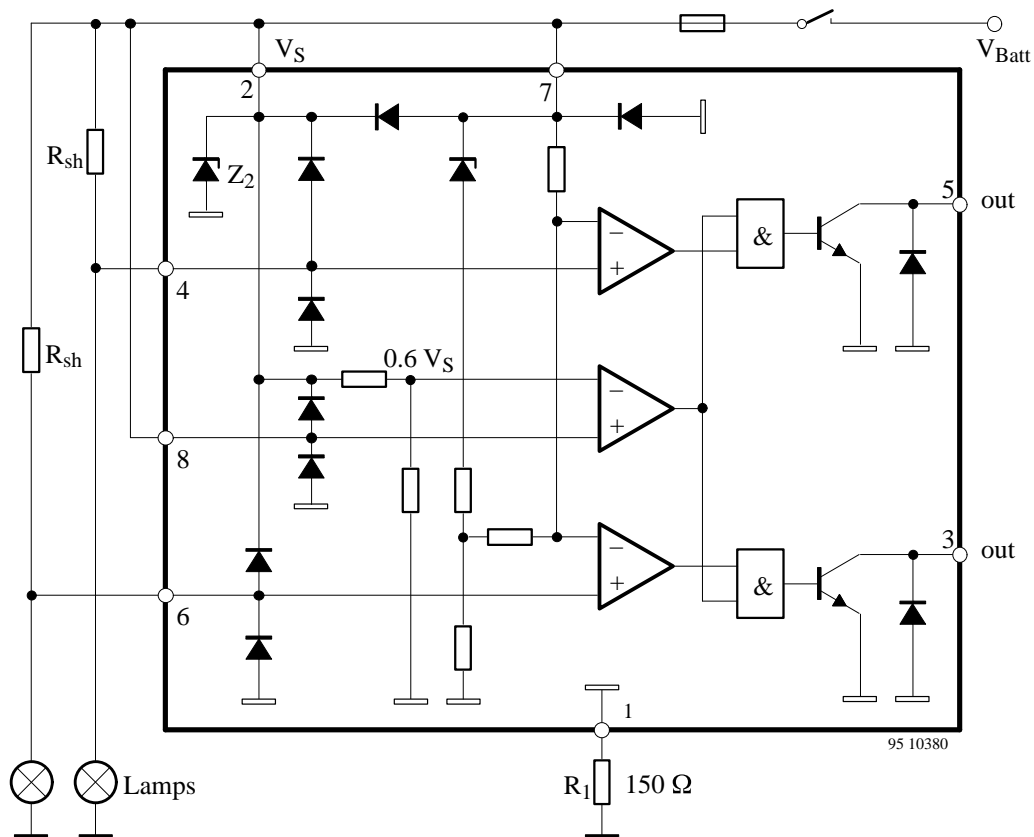 V_Batt
V_S
2
7
R_sh
Z_2
5
out
−
+
&
4
R_sh
0.6 V_S
−
+
8
3
out
−
+
&
6
1
95 10380
R_1
150 Ω
Lamps